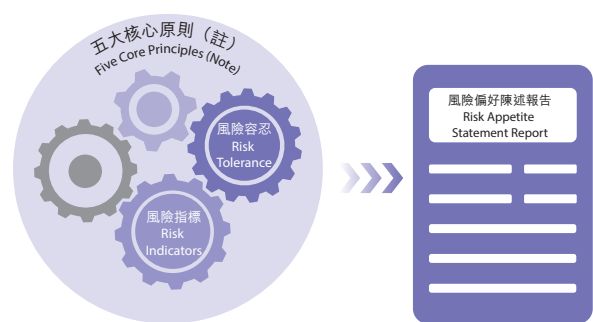 五大核心原則（註）
Five Core Principles (Note)
風險容忍
Risk
Tolerance
風險指標
Risk
Indicators
風險偏好陳述報告
Risk Appetite
Statement Report